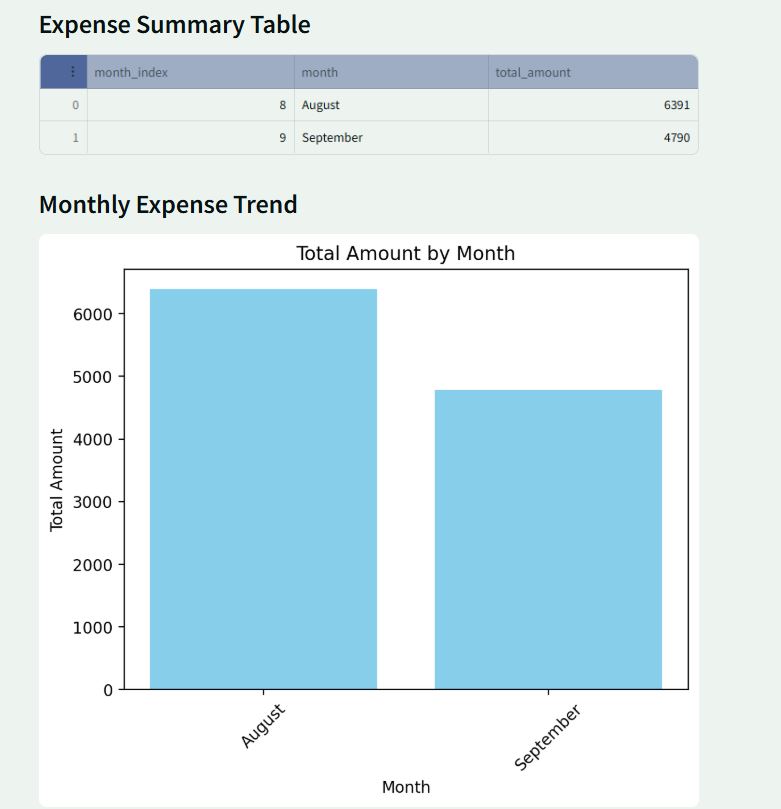 Expense Summary Table
⋮ month_index month total_amount
0 8 August 6391
1 9 September 4790
Monthly Expense Trend
Total Amount by Month
Total Amount
6000
5000
4000
3000
2000
1000
0
August
September
Month